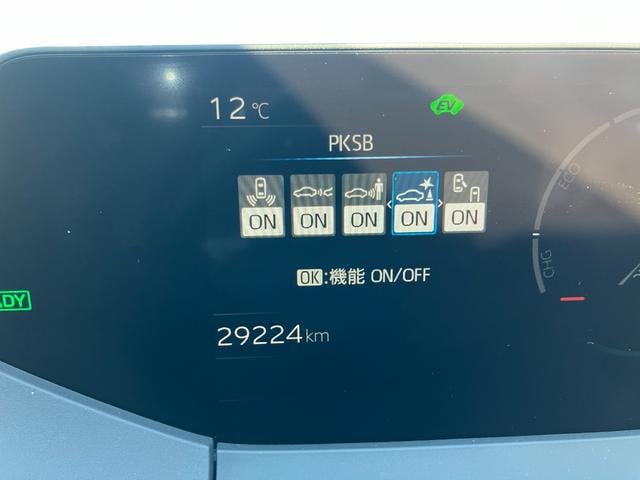 12℃
EV
PKSB
ON ON ON ON ON
OK:機能 ON/OFF
ECO
CHG
ADY
29224km